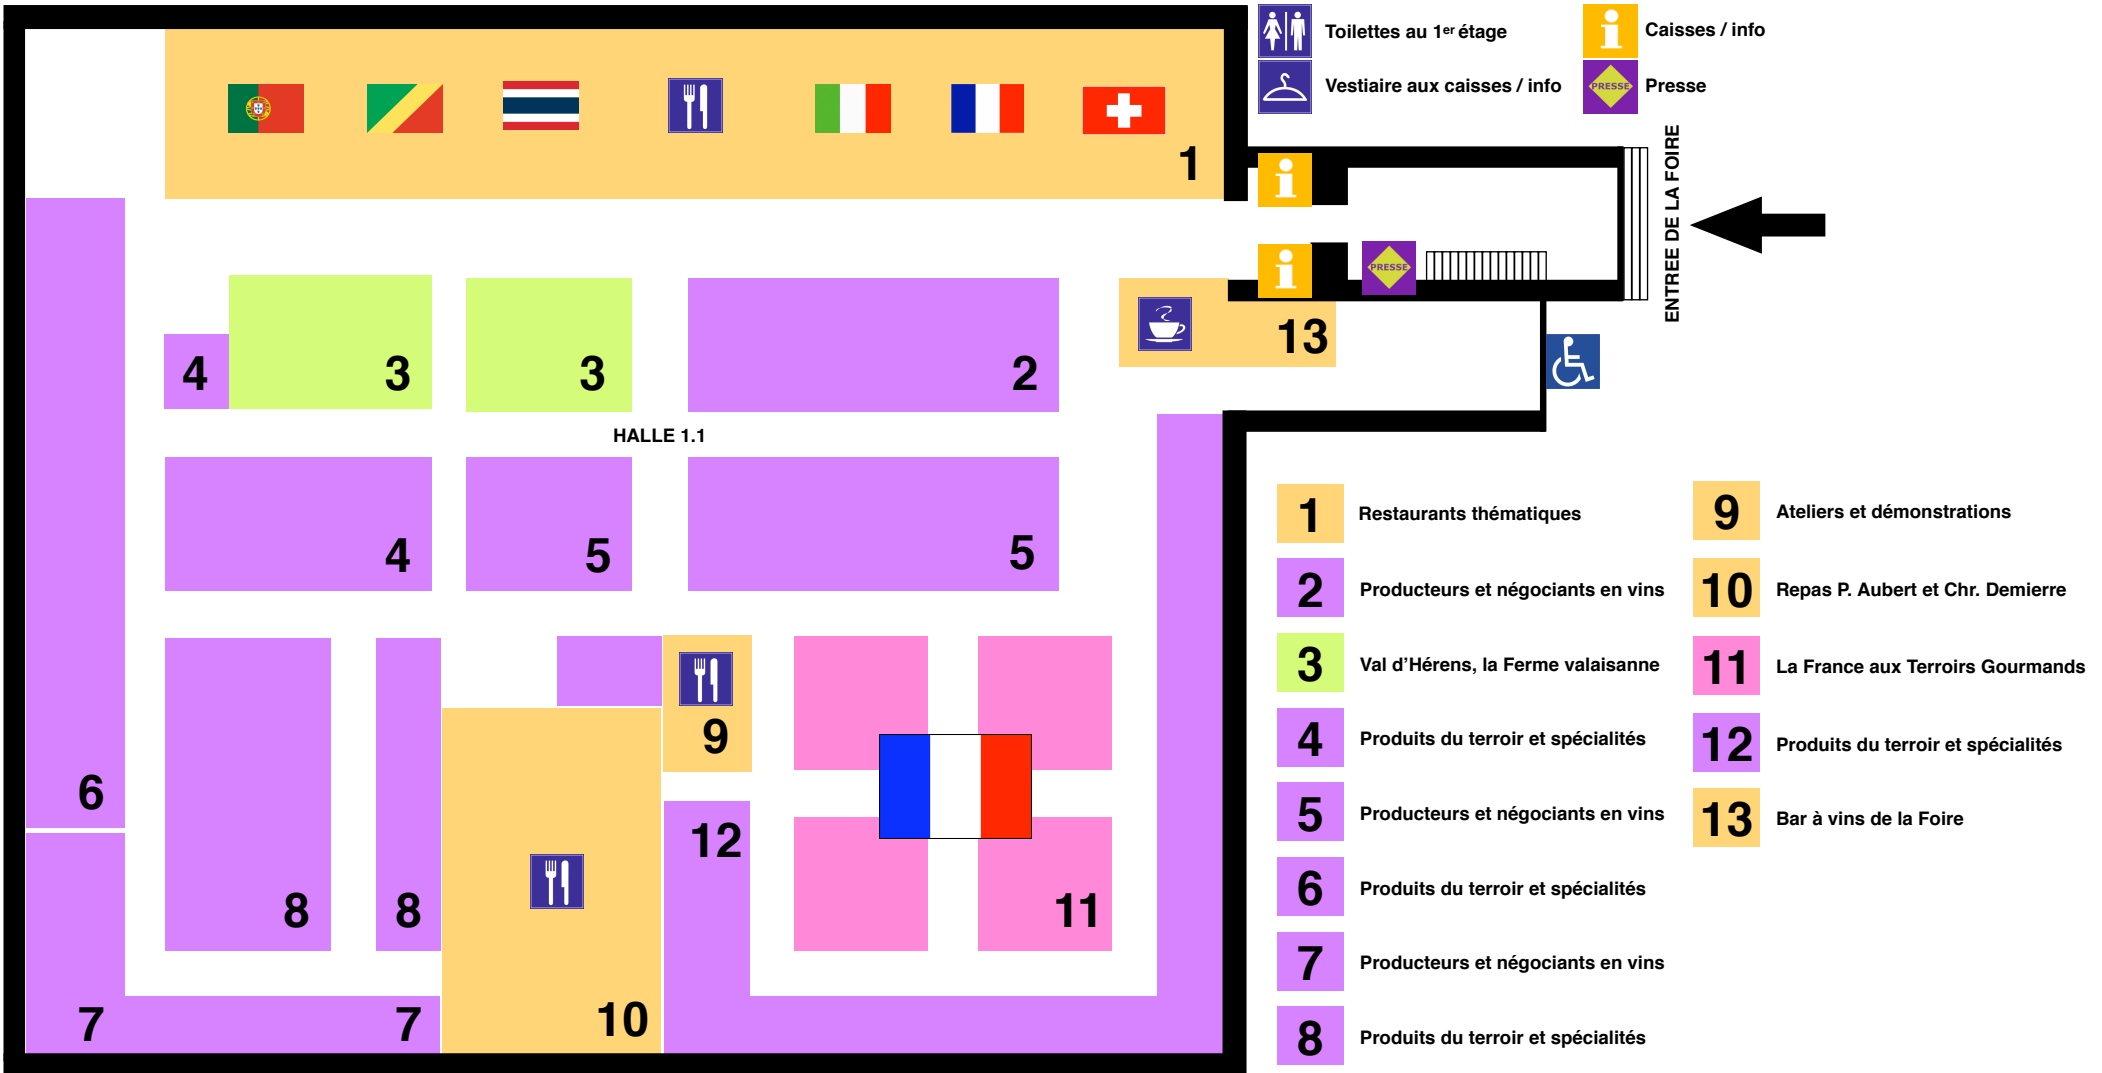 Toilettes au 1er étage
Caisses / info
Vestiaire aux caisses / info
PRESSE
Presse
1
ENTREE DE LA FOIRE
PRESSE
13
4
3
3
2
HALLE 1.1
4
5
5
6
9
12
8
8
11
7
7
10
1 Restaurants thématiques
2 Producteurs et négociants en vins
3 Val d'Hérens, la Ferme valaisanne
4 Produits du terroir et spécialités
5 Producteurs et négociants en vins
6 Produits du terroir et spécialités
7 Producteurs et négociants en vins
8 Produits du terroir et spécialités
9 Ateliers et démonstrations
10 Repas P. Aubert et Chr. Demierre
11 La France aux Terroirs Gourmands
12 Produits du terroir et spécialités
13 Bar à vins de la Foire